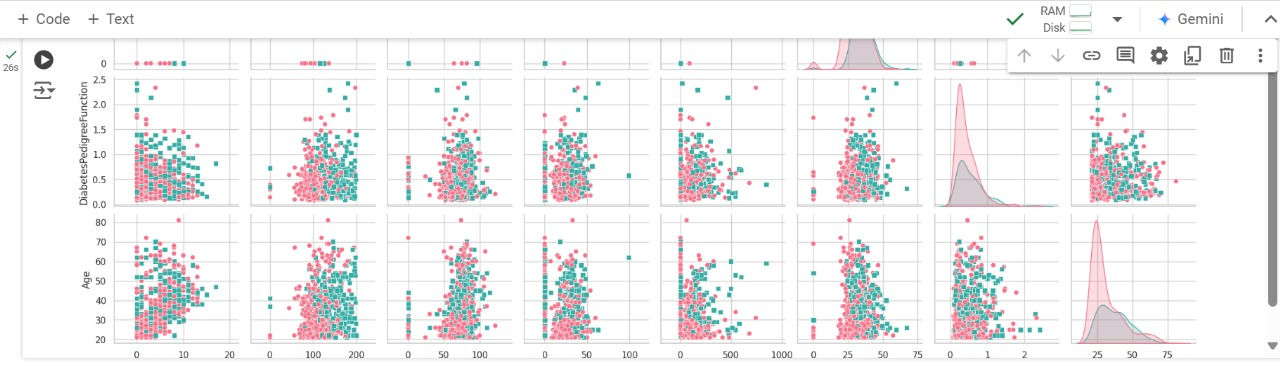 + Code + Text
RAM
Disk
Gemini
26s
0
2.5
2.0
1.5
1.0
0.5
0.0
DiabetesPedigreeFunction
80
70
60
50
40
30
20
Age
0 10 20 0 100 200 0 50 100 0 50 100 0 500 1000 0 25 50 75 0 1 2 25 50 75